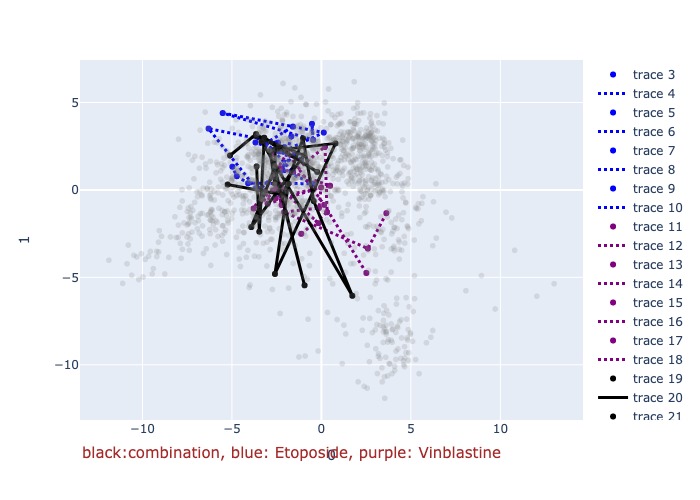 trace 3
trace 4
trace 5
trace 6
trace 7
trace 8
trace 9
trace 10
trace 11
trace 12
trace 13
trace 14
trace 15
trace 16
trace 17
trace 18
trace 19
trace 20
trace 21
5
0
−5
−10
1
−10
−5
0
5
10
0
black:combination, blue: Etoposide, purple: Vinblastine